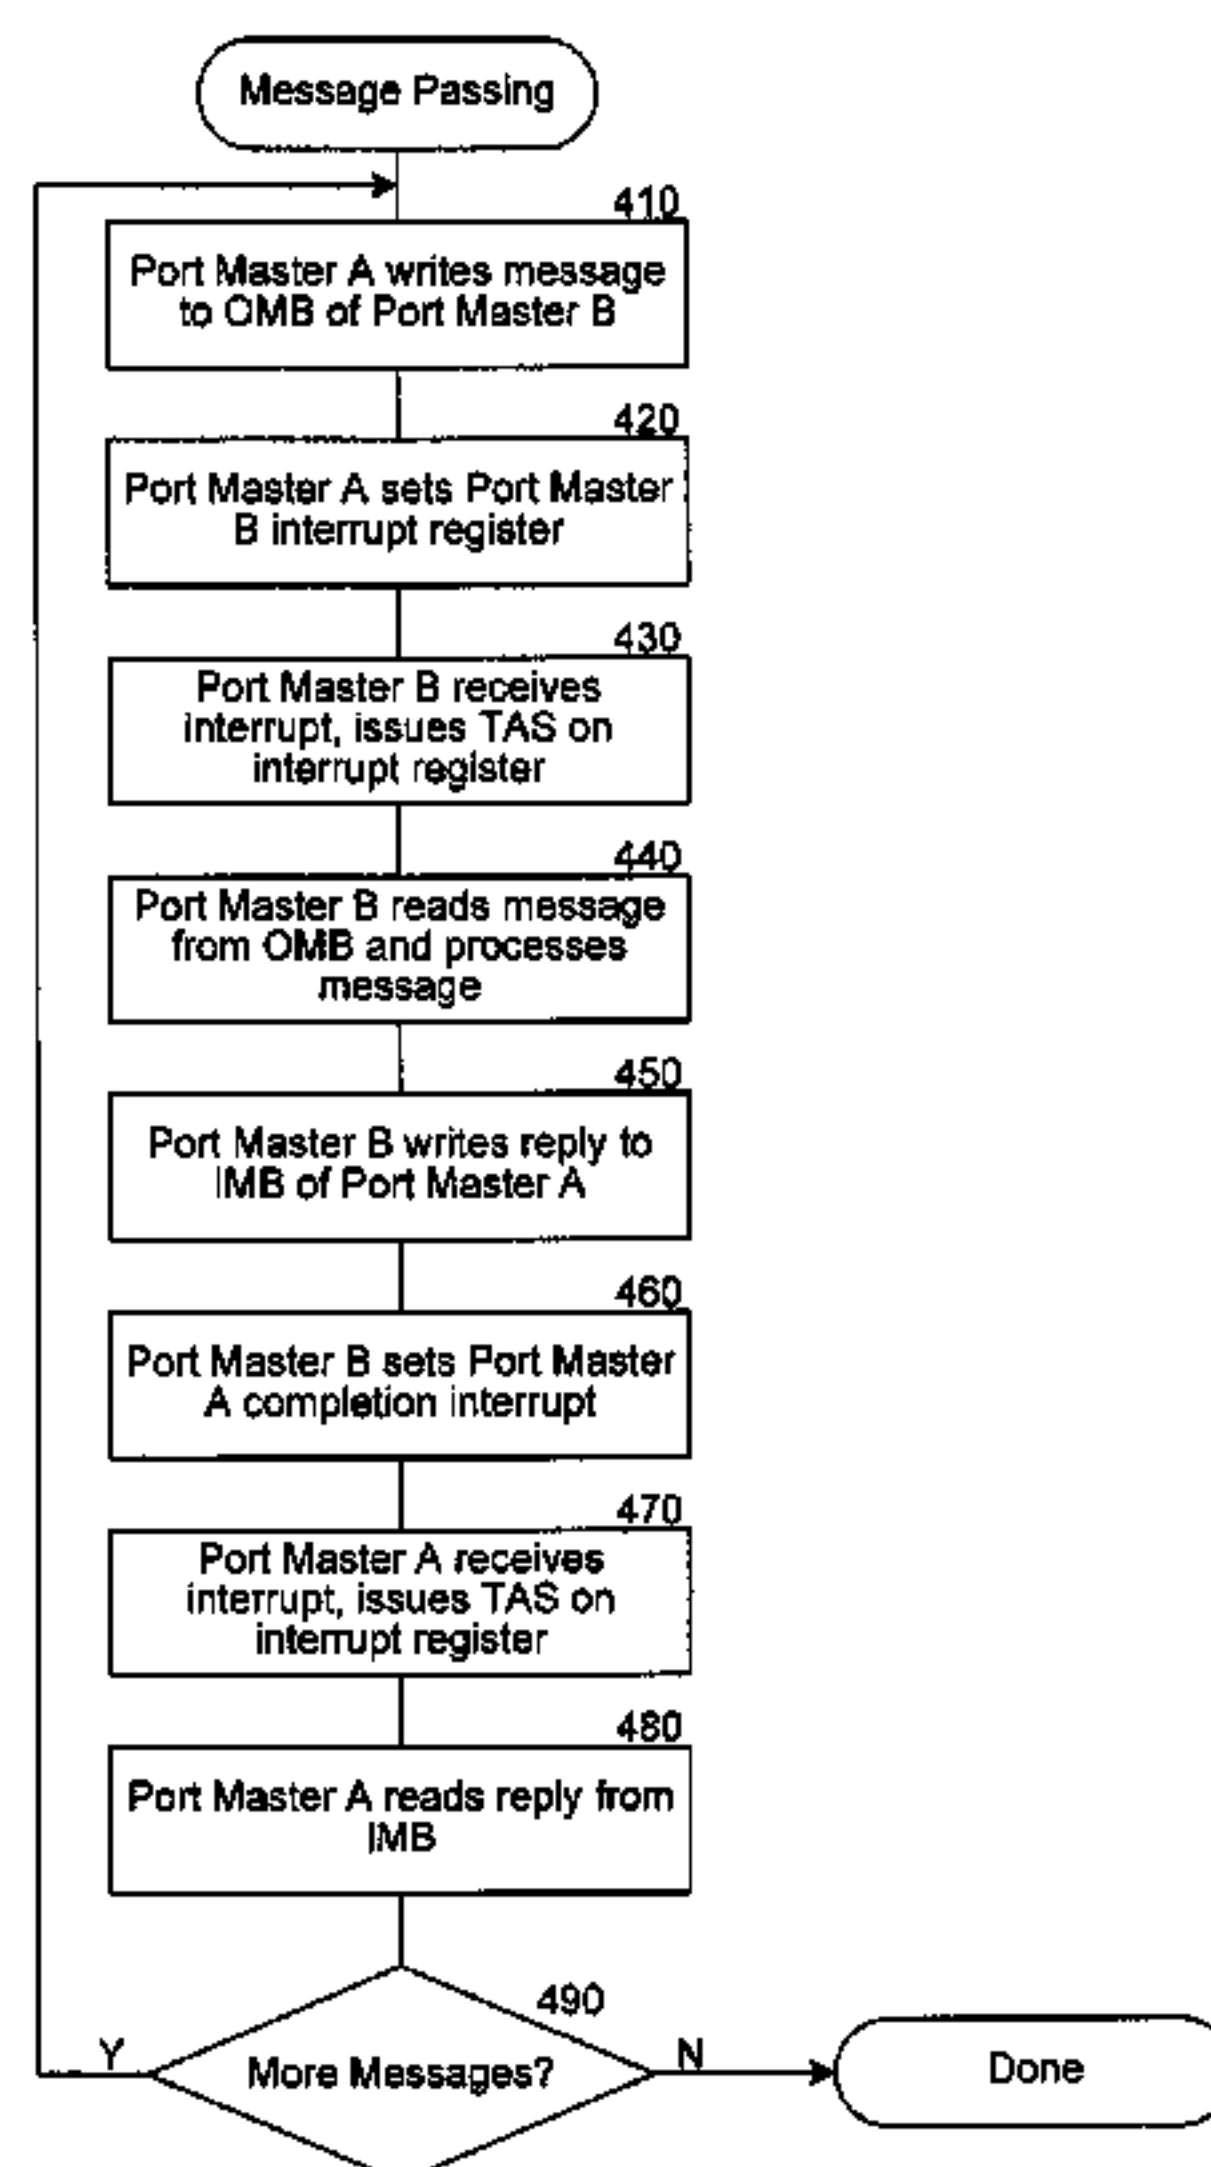 Message Passing
410
Port Master A writes message
to OMB of Port Master B
420
Port Master A sets Port Master
B interrupt register
430
Port Master B receives
interrupt, issues TAS on
interrupt register
440
Port Master B reads message
from OMB and processes
message
450
Port Master B writes reply to
IMB of Port Master A
460
Port Master B sets Port Master
A completion interrupt
470
Port Master A receives
interrupt, issues TAS on
interrupt register
480
Port Master A reads reply from
IMB
490
Y
More Messages?
N
Done